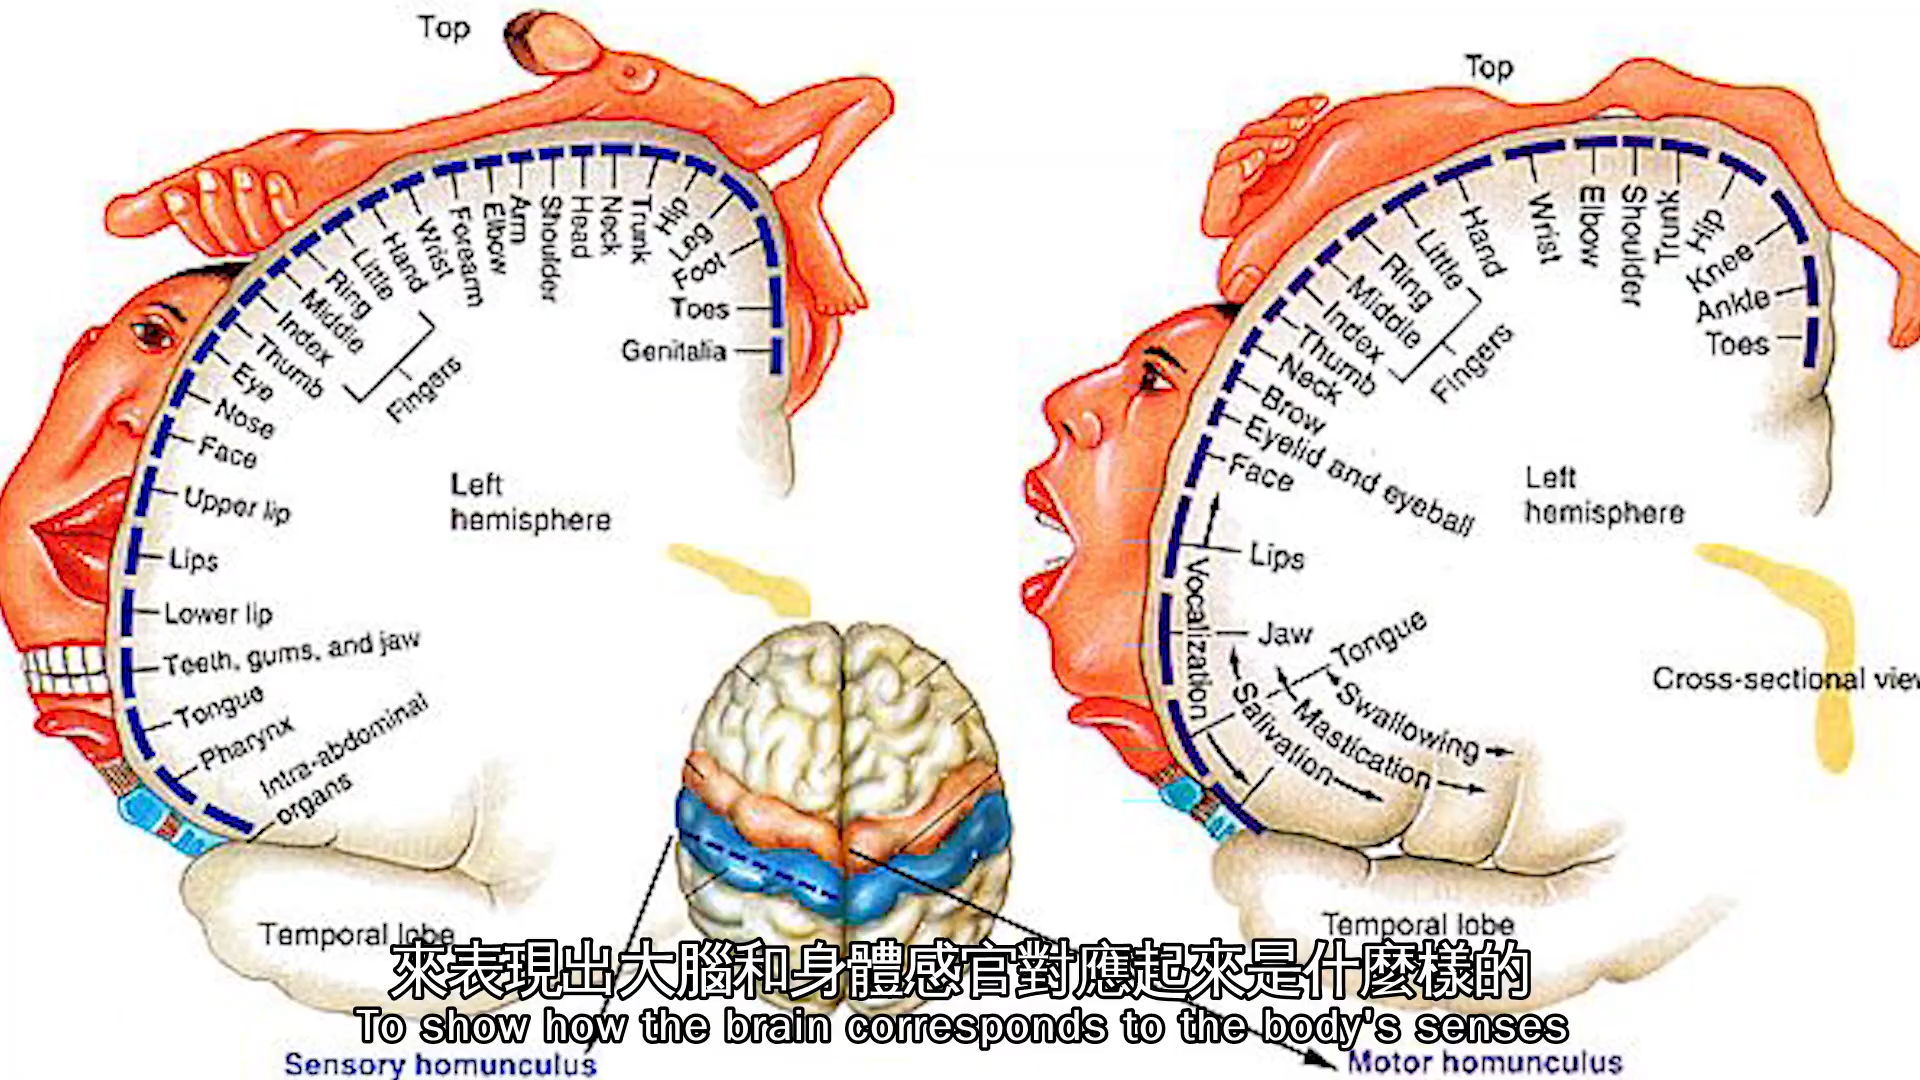 Top
Little
Ring
Middle
Index
Thumb
Eye
Nose
Face
Upper lip
Lips
Lower lip
Teeth, gums, and jaw
Tongue
Pharynx
Intra-abdominal
organs
Hand
Wrist
Forearm
Elbow
Arm
Shoulder
Head
Neck
Trunk
Hip
Leg
Foot
Toes
Genitalia
Fingers
Left
hemisphere
Temporal lobe
Sensory homunculus
Top
Hand
Wrist
Elbow
Shoulder
Trunk
Hip
Knee
Ankle
Toes
Little
Ring
Middle
Index
Thumb
Fingers
Neck
Brow
Eyelid and eyeball
Face
Lips
Vocalization
Jaw
Tongue
Swallowing
Mastication
Salivation
Left
hemisphere
Cross-sectional view
Temporal lobe
Motor homunculus
來表現出大腦和身體感官對應起來是什麼樣的
To show how the brain corresponds to the body's senses